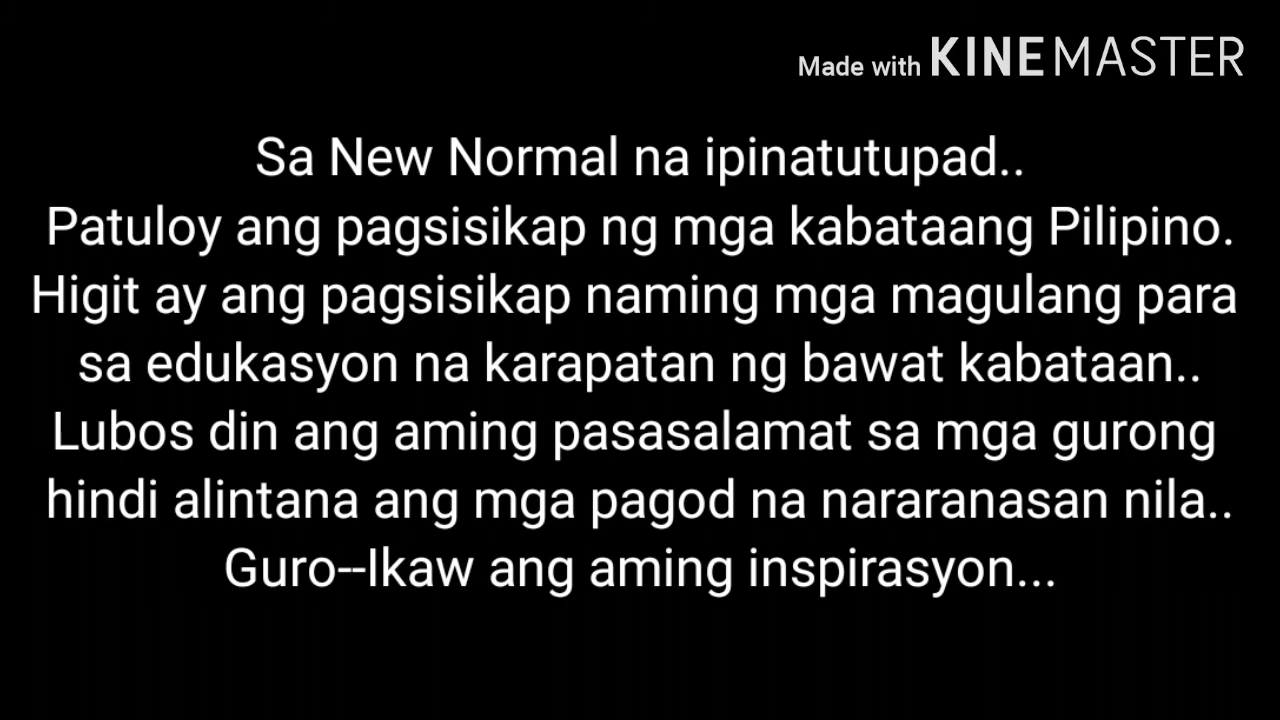 Made with KINEMASTER
Sa New Normal na ipinatutupad..
Patuloy ang pagsisikap ng mga kabataang Pilipino.
Higit ay ang pagsisikap naming mga magulang para
sa edukasyon na karapatan ng bawat kabataan..
Lubos din ang aming pasasalamat sa mga gurong
hindi alintana ang mga pagod na nararanasan nila..
Guro--Ikaw ang aming inspirasyon...